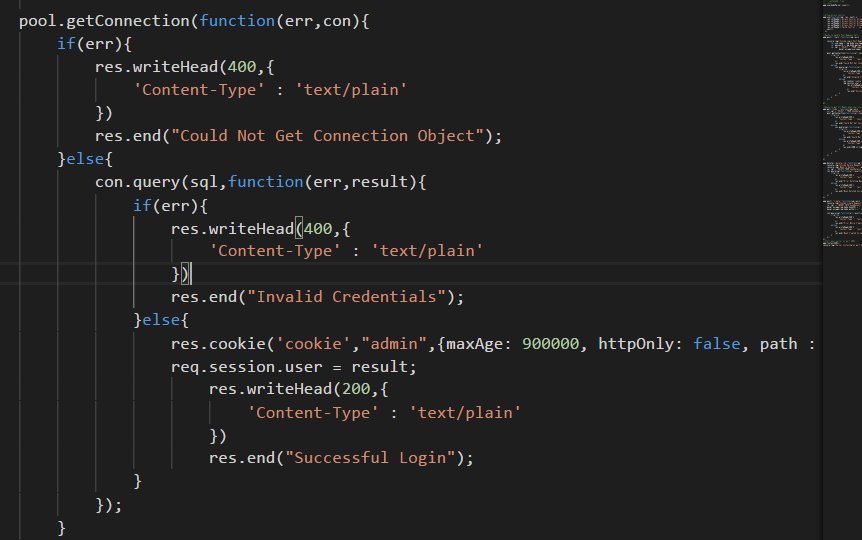 pool.getConnection(function(err,con){
if(err){
res.writeHead(400,{
'Content-Type' : 'text/plain'
})
res.end("Could Not Get Connection Object");
}else{
con.query(sql,function(err,result){
if(err){
res.writeHead(400,{
'Content-Type' : 'text/plain'
})
res.end("Invalid Credentials");
}else{
res.cookie('cookie',"admin",{maxAge: 900000, httpOnly: false, path :
req.session.user = result;
res.writeHead(200,{
'Content-Type' : 'text/plain'
})
res.end("Successful Login");
}
});
}